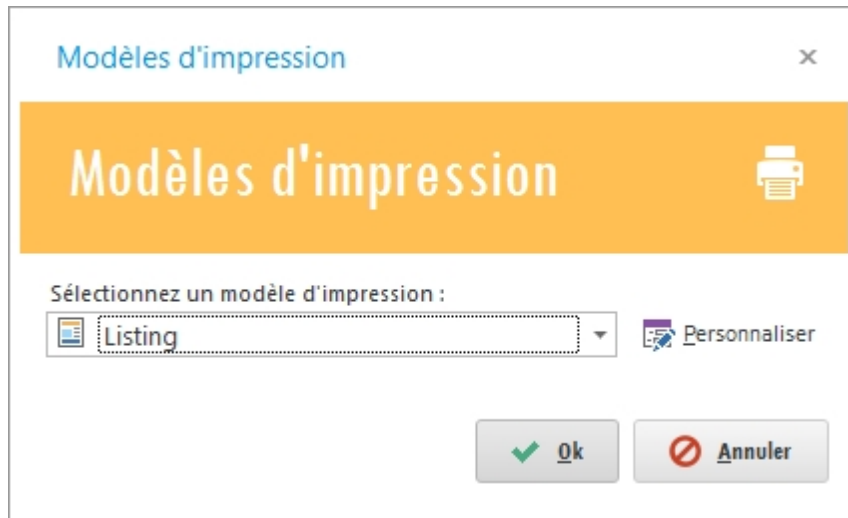 Modèles d'impression
Modèles d'impression
Sélectionnez un modèle d'impression :
Listing
Personnaliser
Ok
Annuler